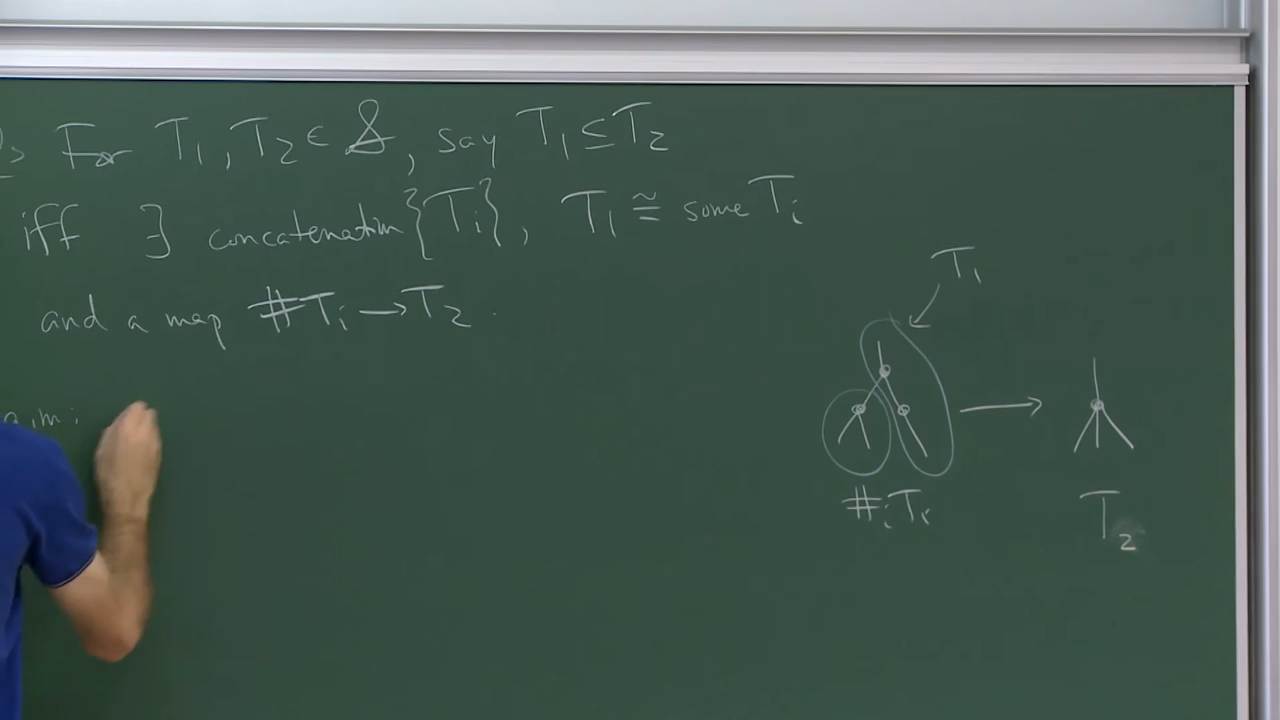 For T₁, T₂ ∈ 𝕊, say T₁ ≤ T₂
iff ∃ concatenation {Tᵢ}, T₁ ≅ some Tᵢ
and a map #Tᵢ → T₂.
aim:
T₁
#ᵢTᵢ
T₂